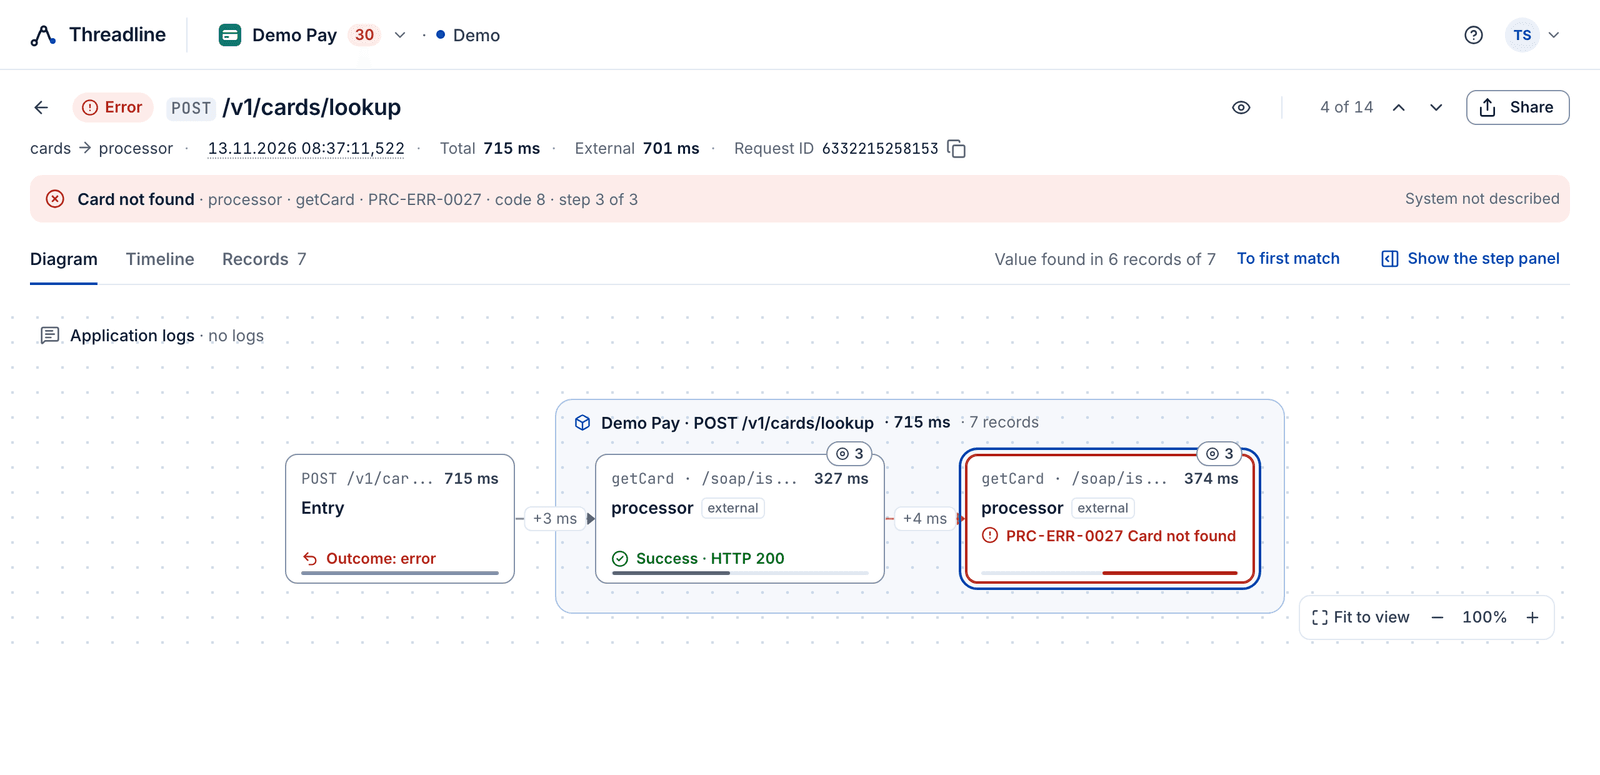 Threadline
Demo Pay 30 · Demo
TS
Error POST /v1/cards/lookup
4 of 14
Share
cards → processor · 13.11.2026 08:37:11,522 · Total 715 ms · External 701 ms · Request ID 6332215258153
Card not found · processor · getCard · PRC-ERR-0027 · code 8 · step 3 of 3
System not described
Diagram Timeline Records 7
Value found in 6 records of 7 To first match Show the step panel
Application logs · no logs
Demo Pay · POST /v1/cards/lookup · 715 ms · 7 records
POST /v1/car... 715 ms
Entry
Outcome: error
+3 ms
3
getCard · /soap/is... 327 ms
processor external
Success · HTTP 200
+4 ms
3
getCard · /soap/is... 374 ms
processor external
PRC-ERR-0027 Card not found
Fit to view − 100% +